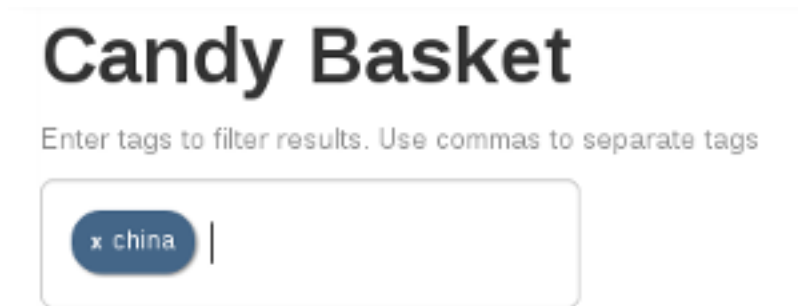 Candy Basket
Enter tags to filter results. Use commas to separate tags
x china